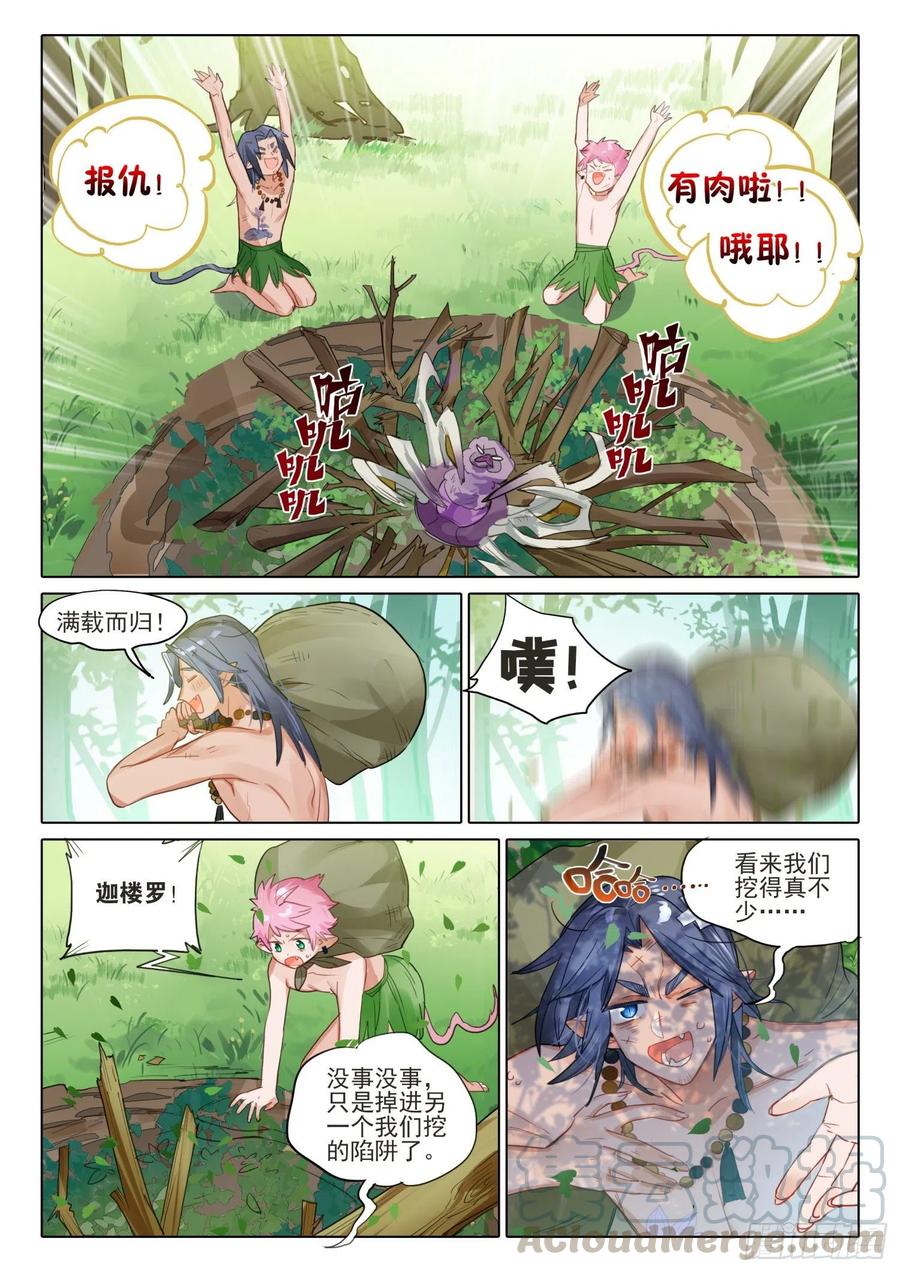 报仇！
有肉啦！！
哦耶！！
咕
叽
叽
叽
咕
叽
叽
叽
满载而归！
噗！
迦楼罗！
没事没事，
只是掉进另
一个我们挖
的陷阱了。
哈哈……
看来我们
挖得真不
少……
AcloudMerge.com